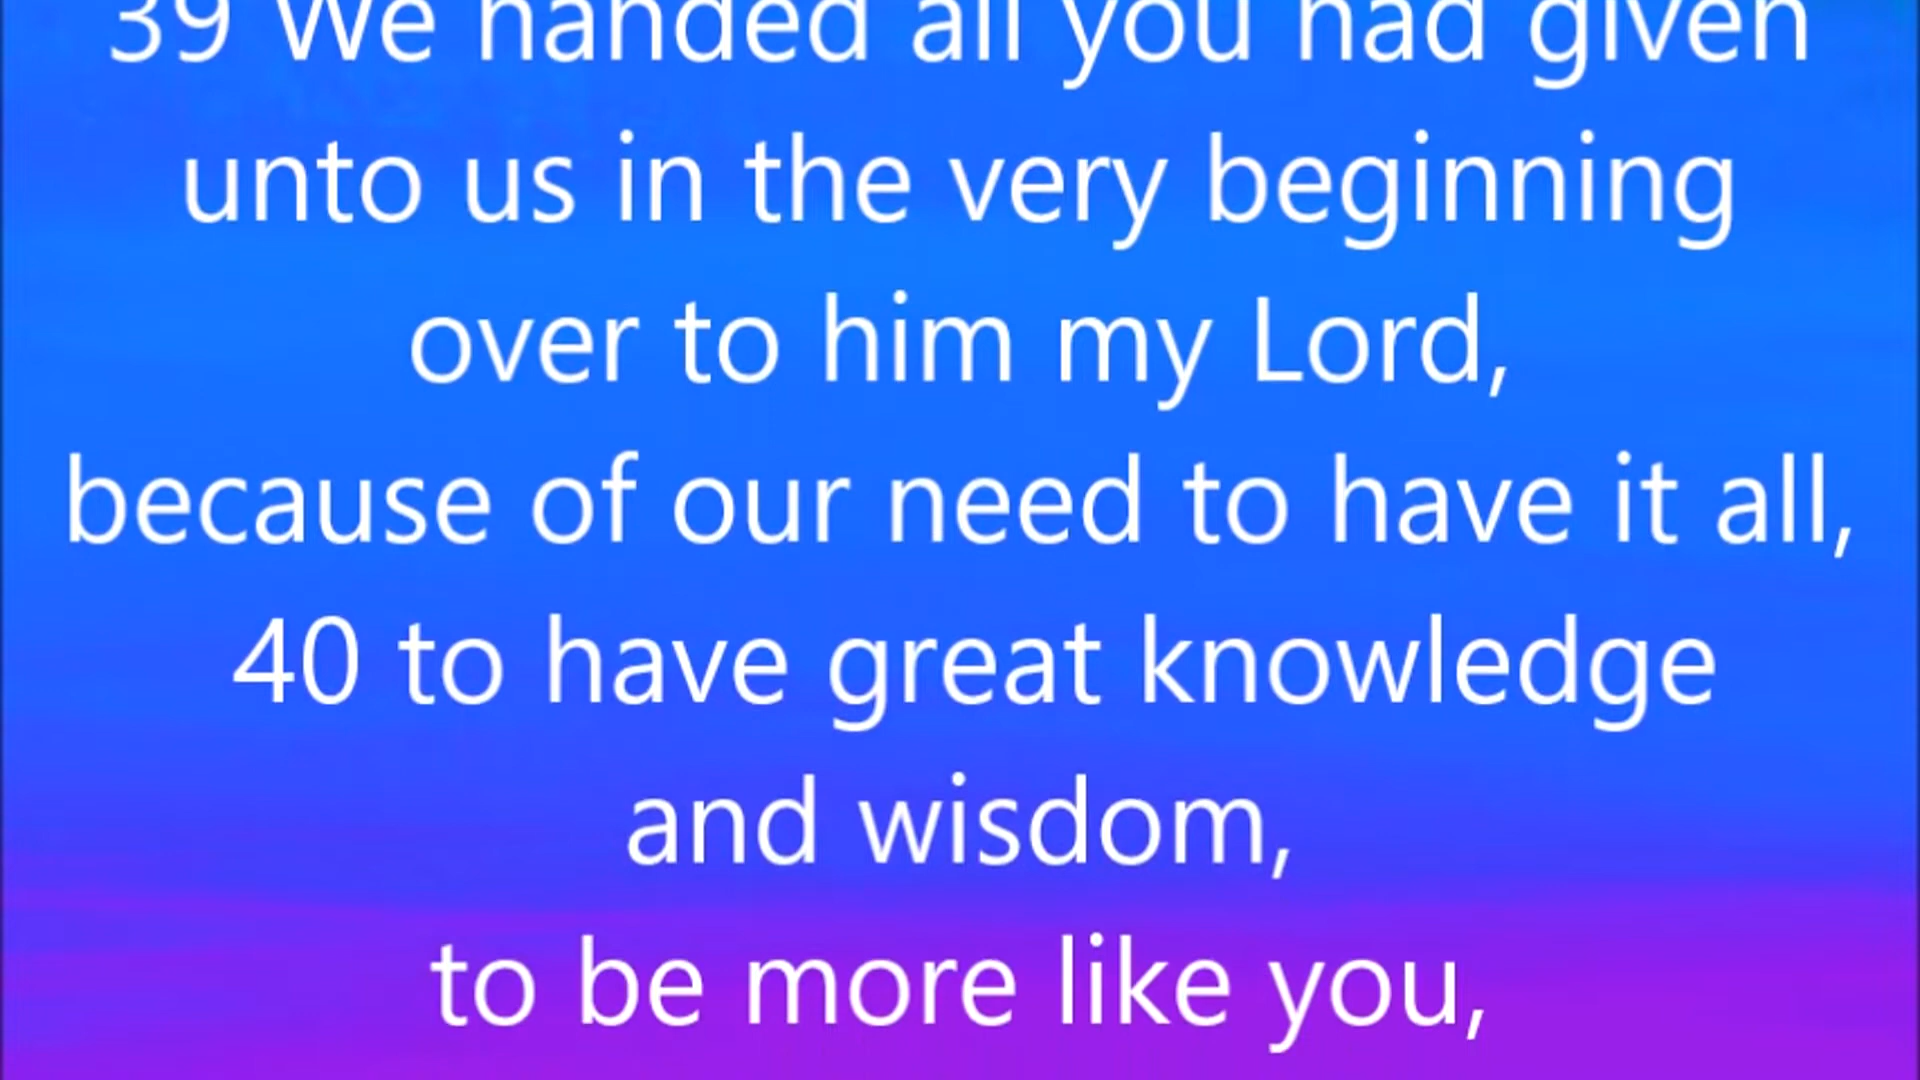 39 We handed all you had given
unto us in the very beginning
over to him my Lord,
because of our need to have it all,
40 to have great knowledge
and wisdom,
to be more like you,